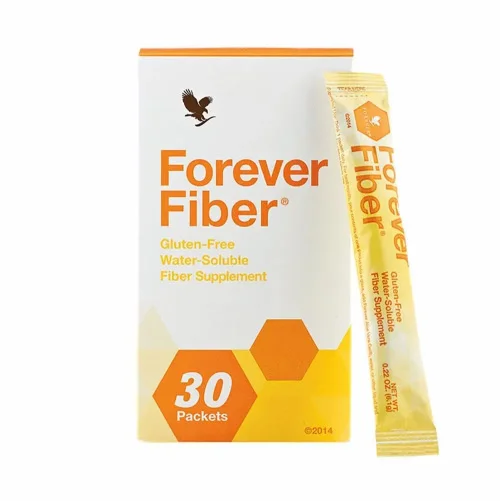 Forever
Fiber®
Gluten-Free
Water-Soluble
Fiber Supplement
30
Packets
©2014
©2014
Forever
Fiber®
Gluten-Free
Water-Soluble
Fiber Supplement
NET WT.
0.22 OZ. (6.1g)